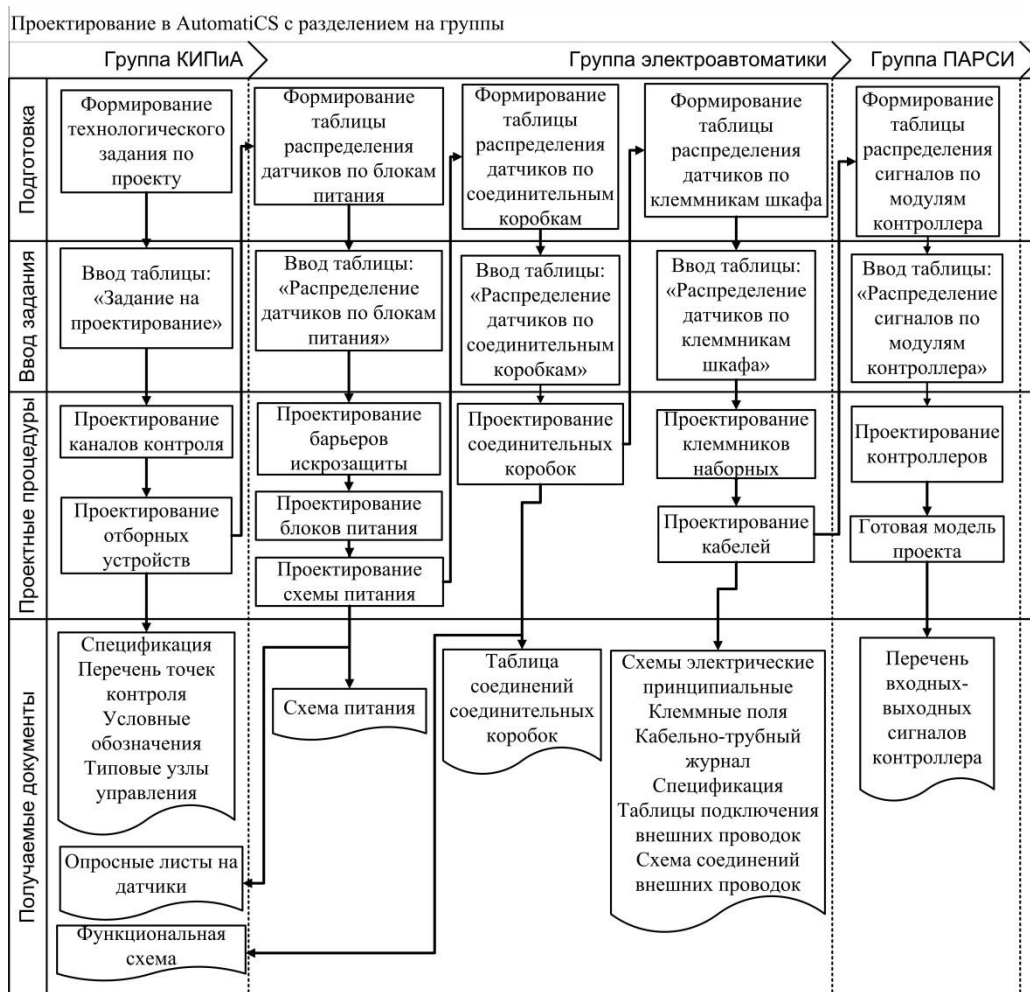 Проектирование в AutomatiCS с разделением на группы
Группа КИПиА
Группа электроавтоматики
Группа ПАРСИ
Подготовка
Формирование
технологического
задания по
проекту
Формирование
таблицы
распределения
датчиков по блокам
питания
Формирование
таблицы
распределения
датчиков по
соединительным
коробкам
Формирование
таблицы
распределения
датчиков по
клеммникам шкафа
Формирование
таблицы
распределения
сигналов по
модулям
контроллера
Ввод задания
Ввод таблицы:
«Задание на
проектирование»
Ввод таблицы:
«Распределение
датчиков по блокам
питания»
Ввод таблицы:
«Распределение
датчиков по
соединительным
коробкам»
Ввод таблицы:
«Распределение
датчиков по
клеммникам
шкафа»
Ввод таблицы:
«Распределение
сигналов по
модулям
контроллера»
Проектные процедуры
Проектирование
каналов контроля
Проектирование
отборных
устройств
Проектирование
барьеров
искрозащиты
Проектирование
блоков питания
Проектирование
схемы питания
Проектирование
соединительных
коробок
Проектирование
клеммников
наборных
Проектирование
кабелей
Проектирование
контроллеров
Готовая модель
проекта
Получаемые документы
Спецификация
Перечень точек
контроля
Условные
обозначения
Типовые узлы
управления
Опросные листы на
датчики
Функциональная
схема
Схема питания
Таблица
соединений
соединительных
коробок
Схемы электрические
принципиальные
Клеммные поля
Кабельно-трубный
журнал
Спецификация
Таблицы подключения
внешних проводок
Схема соединений
внешних проводок
Перечень
входных-
выходных
сигналов
контроллера